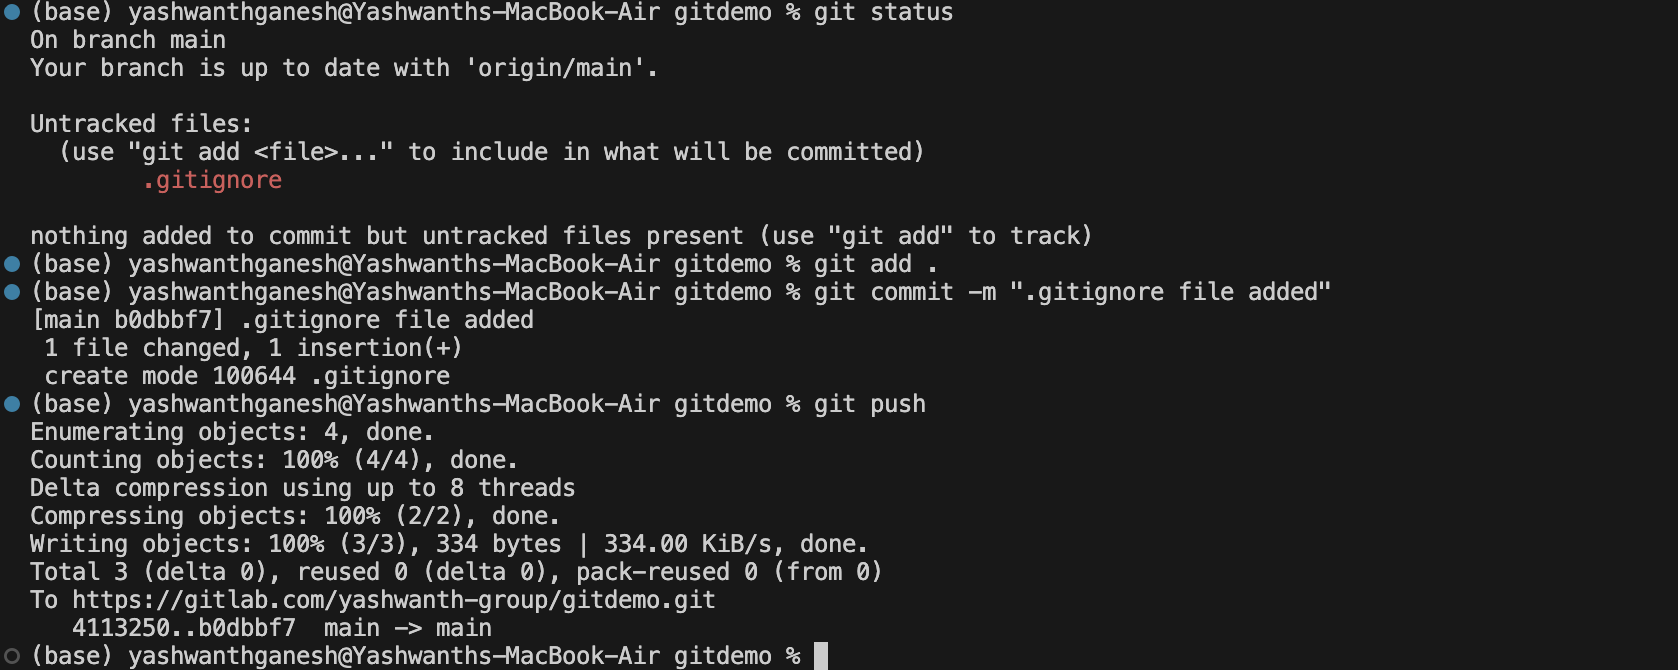 (base) yashwanthganesh@Yashwanths-MacBook-Air gitdemo % git status
On branch main
Your branch is up to date with 'origin/main'.
Untracked files:
(use "git add <file>..." to include in what will be committed)
.gitignore
nothing added to commit but untracked files present (use "git add" to track)
(base) yashwanthganesh@Yashwanths-MacBook-Air gitdemo % git add .
(base) yashwanthganesh@Yashwanths-MacBook-Air gitdemo % git commit -m ".gitignore file added"
[main b0dbbf7] .gitignore file added
1 file changed, 1 insertion(+)
create mode 100644 .gitignore
(base) yashwanthganesh@Yashwanths-MacBook-Air gitdemo % git push
Enumerating objects: 4, done.
Counting objects: 100% (4/4), done.
Delta compression using up to 8 threads
Compressing objects: 100% (2/2), done.
Writing objects: 100% (3/3), 334 bytes | 334.00 KiB/s, done.
Total 3 (delta 0), reused 0 (delta 0), pack-reused 0 (from 0)
To https://gitlab.com/yashwanth-group/gitdemo.git
4113250..b0dbbf7  main -> main
(base) yashwanthganesh@Yashwanths-MacBook-Air gitdemo %